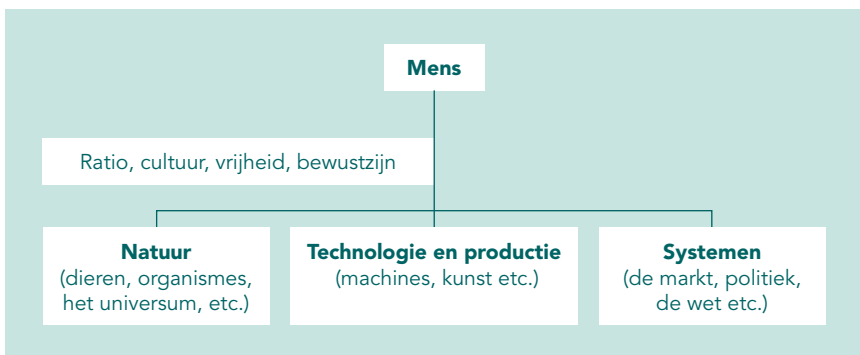 Mens
Ratio, cultuur, vrijheid, bewustzijn
Natuur
(dieren, organismes,
het universum, etc.)
Technologie en productie
(machines, kunst etc.)
Systemen
(de markt, politiek,
de wet etc.)